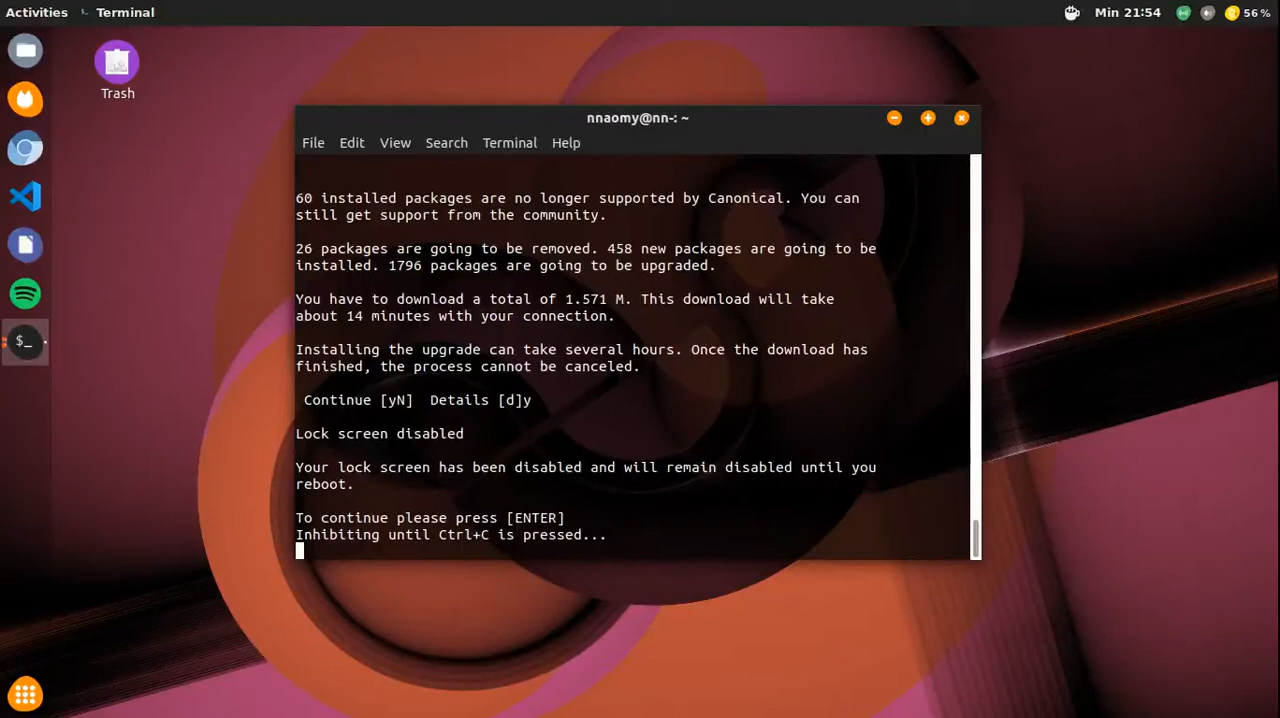 Activities
Terminal
Min 21:54
56 %
Trash
nnaomy@nn-: ~
File Edit View Search Terminal Help
60 installed packages are no longer supported by Canonical. You can
still get support from the community.
26 packages are going to be removed. 458 new packages are going to be
installed. 1796 packages are going to be upgraded.
You have to download a total of 1.571 M. This download will take
about 14 minutes with your connection.
Installing the upgrade can take several hours. Once the download has
finished, the process cannot be canceled.
Continue [yN]  Details [d]y
Lock screen disabled
Your lock screen has been disabled and will remain disabled until you
reboot.
To continue please press [ENTER]
Inhibiting until Ctrl+C is pressed...
$_